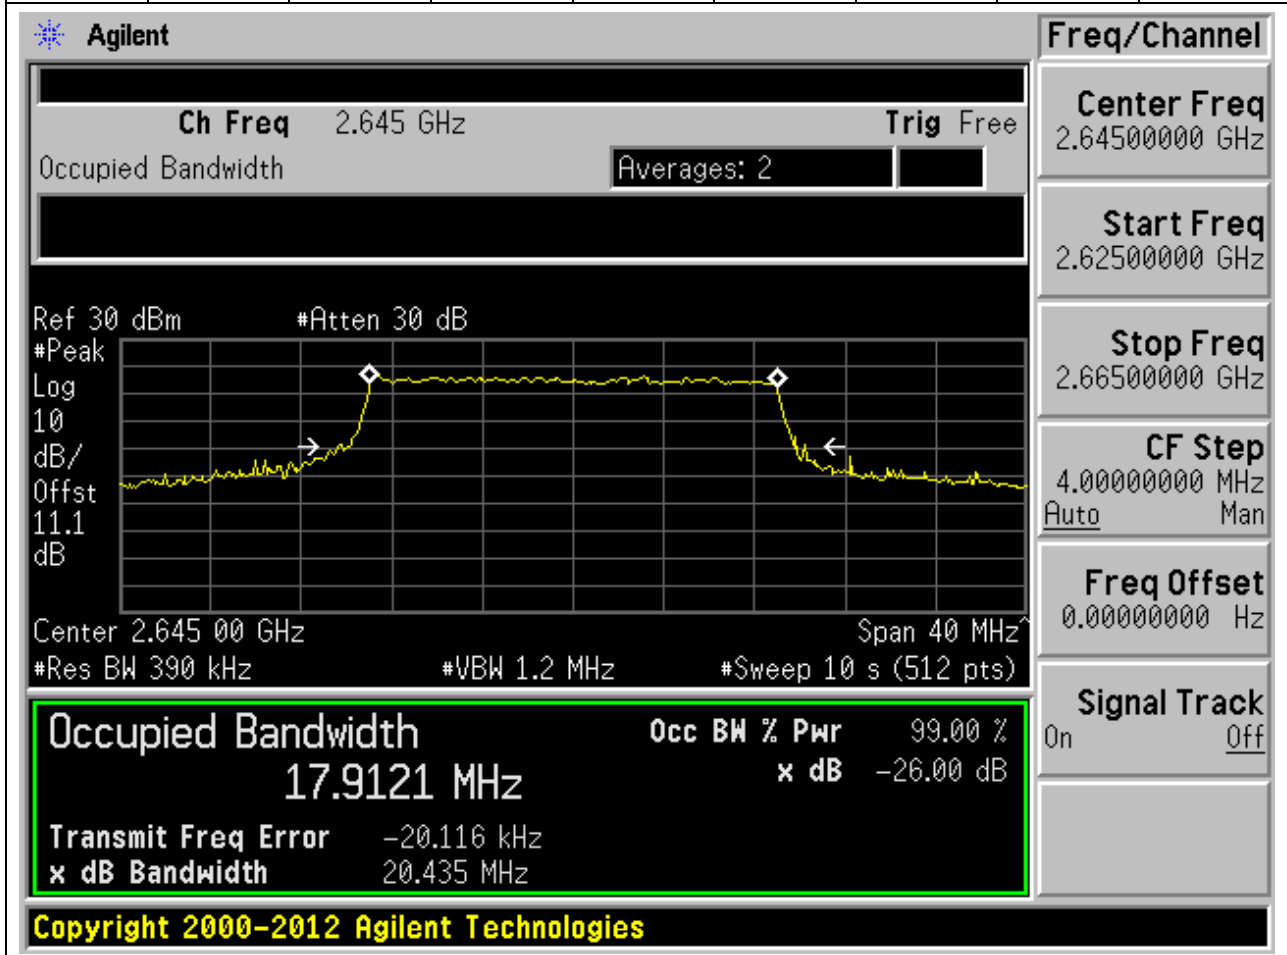 Agilent
Freq/Channel
Ch Freq 2.645 GHz Trig Free
Occupied Bandwidth Averages: 2
Center Freq
2.64500000 GHz
Start Freq
2.62500000 GHz
Stop Freq
2.66500000 GHz
CF Step
4.00000000 MHz
Auto Man
Freq Offset
0.00000000 Hz
Signal Track
On Off
Ref 30 dBm #Atten 30 dB
#Peak
Log
10
dB/
Offst
11.1
dB
Center 2.645 00 GHz Span 40 MHz^
#Res BW 390 kHz #VBW 1.2 MHz #Sweep 10 s (512 pts)
Occupied Bandwidth Occ BW % Pwr 99.00 %
17.9121 MHz x dB -26.00 dB
Transmit Freq Error -20.116 kHz
x dB Bandwidth 20.435 MHz
Copyright 2000-2012 Agilent Technologies